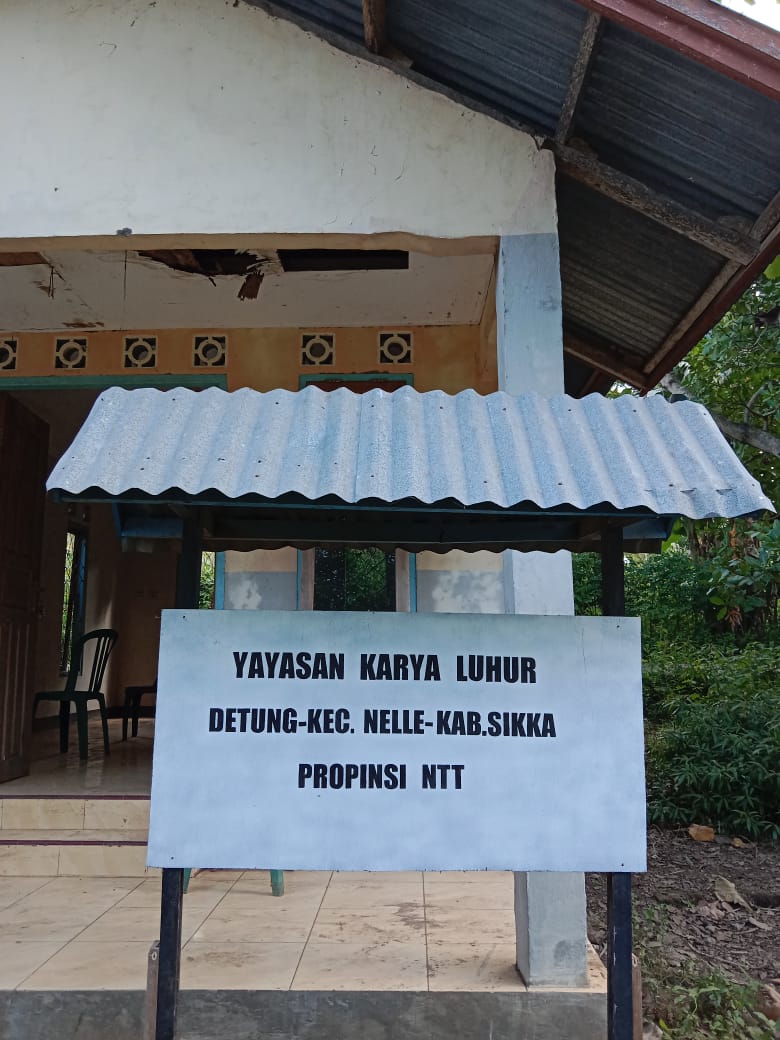 YAYASAN KARYA LUHUR
DETUNG-KEC. NELLE-KAB.SIKKA
PROPINSI NTT